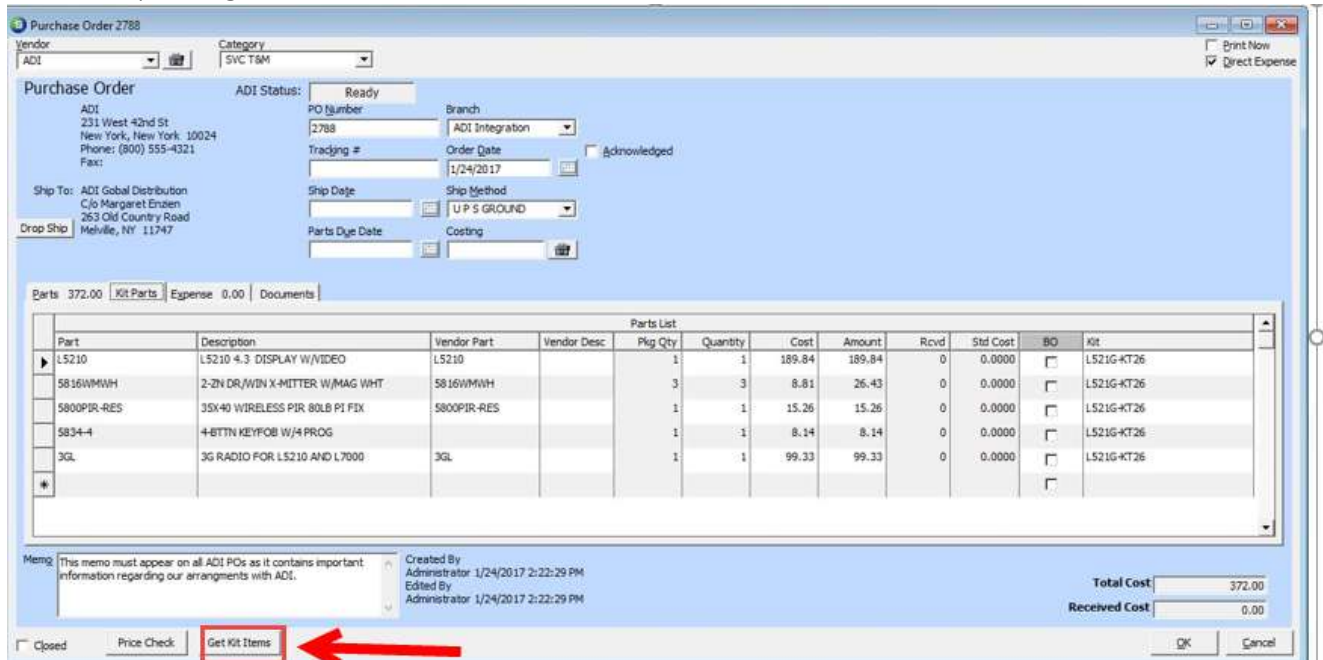 Purchase Order 2788
Vendor Category
ADI SVC T&M
Print Now
Direct Expense
Purchase Order ADI Status: Ready
ADI
231 West 42nd St
New York, New York 10024
Phone: (800) 555-4321
Fax:
PO Number Branch
2788 ADI Integration
Tracking # Order Date Acknowledged
1/24/2017
Ship To: ADI Gobal Distribution
C/o Margaret Enzien
263 Old Country Road
Melville, NY 11747
Drop Ship
Ship Date Ship Method
U P S GROUND
Parts Due Date Costing
Parts 372.00 Kit Parts Expense 0.00 Documents
Parts List
Part Description Vendor Part Vendor Desc Pkg Qty Quantity Cost Amount Rcvd Std Cost BO Kit
L5210 L5210 4.3 DISPLAY W/VIDEO L5210 1 1 189.84 189.84 0 0.0000 L521G-KT26
5816WMWH 2-ZN DR/WIN X-MITTER W/MAG WHT 5816WMWH 3 3 8.81 26.43 0 0.0000 L521G-KT26
5800PIR-RES 35X40 WIRELESS PIR 80LB PI FIX 5800PIR-RES 1 1 15.26 15.26 0 0.0000 L521G-KT26
5834-4 4-BTTN KEYFOB W/4 PROG 1 1 8.14 8.14 0 0.0000 L521G-KT26
3GL 3G RADIO FOR L5210 AND L7000 3GL 1 1 99.33 99.33 0 0.0000 L521G-KT26
Memo This memo must appear on all ADI POs as it contains important
information regarding our arrangments with ADI.
Created By
Administrator 1/24/2017 2:22:29 PM
Edited By
Administrator 1/24/2017 2:22:29 PM
Total Cost 372.00
Received Cost 0.00
Closed Price Check Get Kit Items OK Cancel